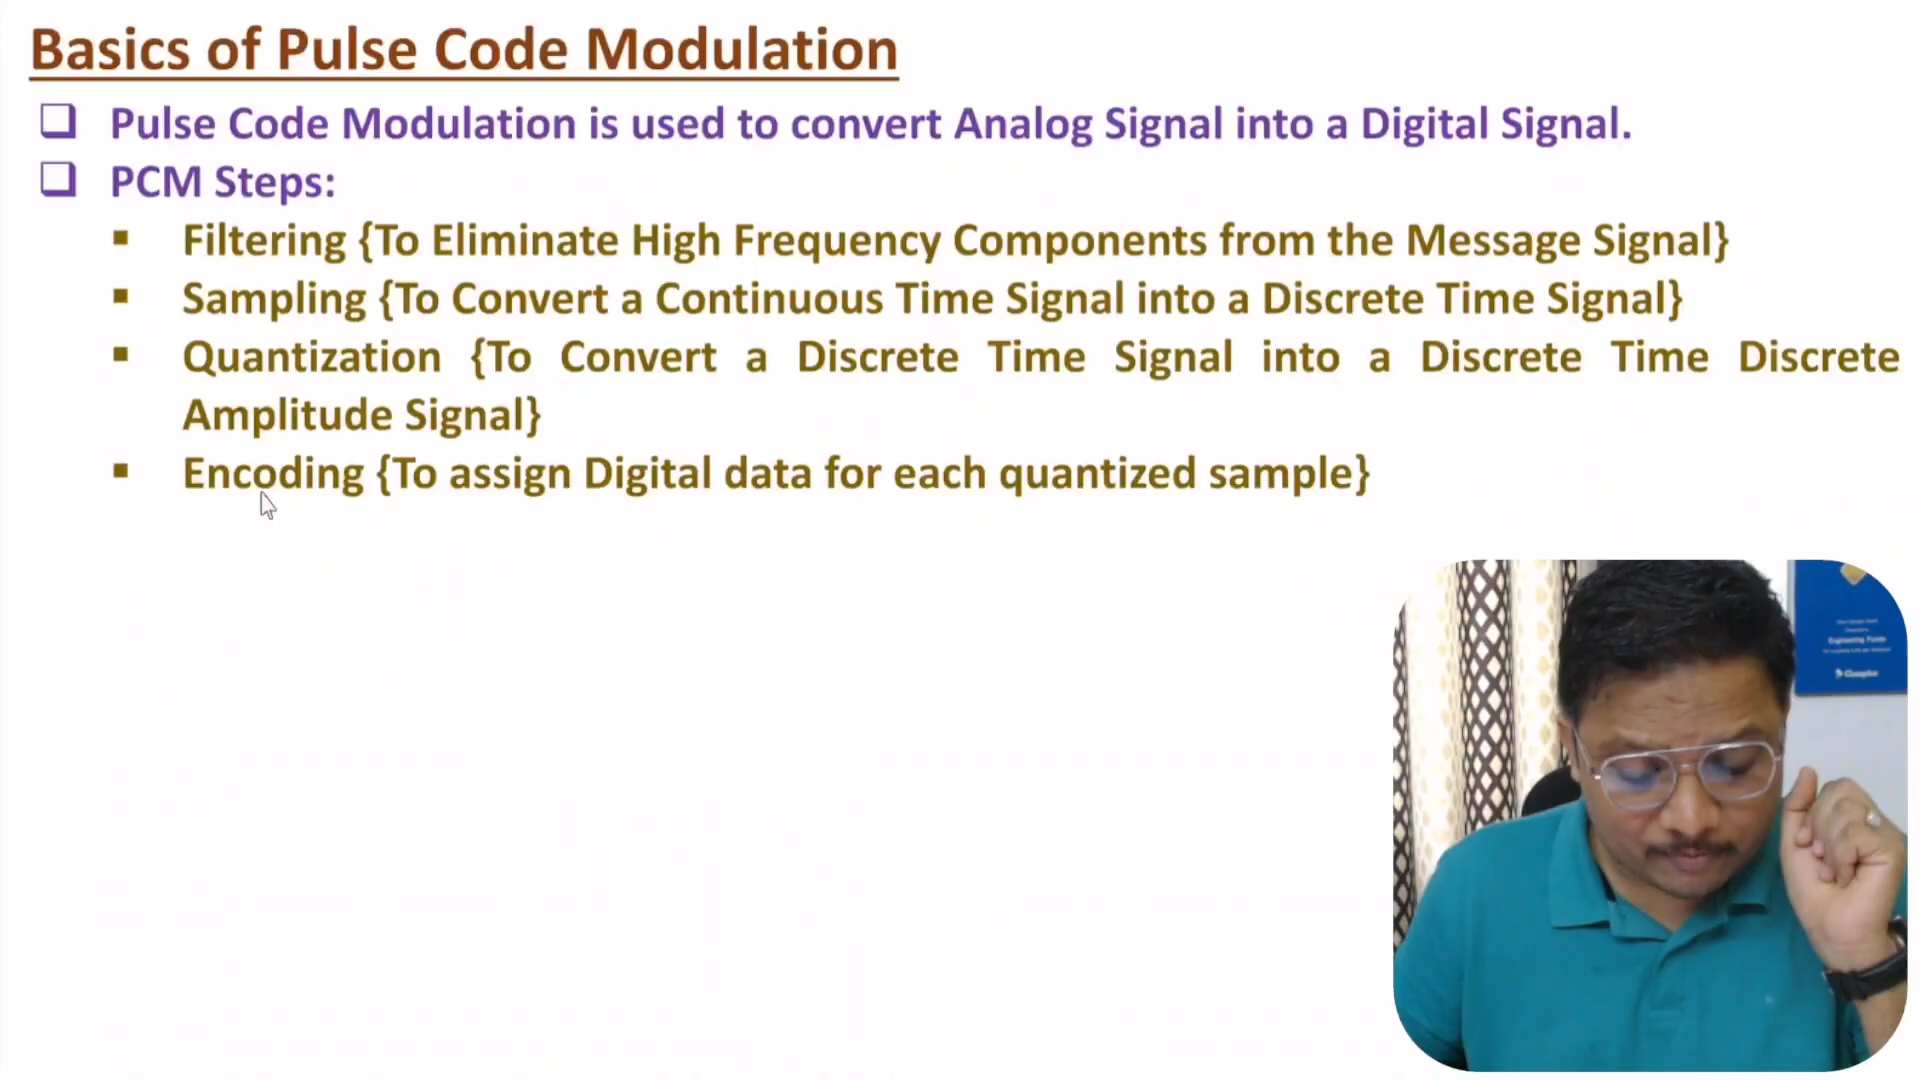 Basics of Pulse Code Modulation
❑ Pulse Code Modulation is used to convert Analog Signal into a Digital Signal.
❑ PCM Steps:
▪ Filtering {To Eliminate High Frequency Components from the Message Signal}
▪ Sampling {To Convert a Continuous Time Signal into a Discrete Time Signal}
▪ Quantization {To Convert a Discrete Time Signal into a Discrete Time Discrete
Amplitude Signal}
▪ Encoding {To assign Digital data for each quantized sample}
Engineering Funda
Classplus